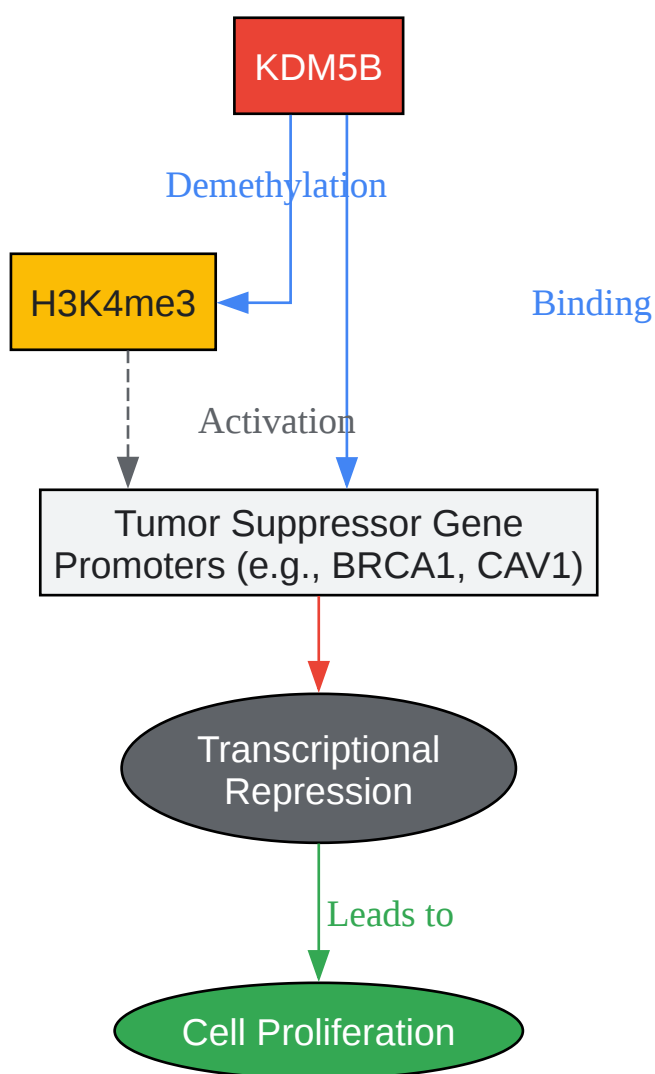 KDM5B
Demethylation
H3K4me3
Binding
Activation
Tumor Suppressor Gene
Promoters (e.g., BRCA1, CAV1)
Transcriptional
Repression
Leads to
Cell Proliferation